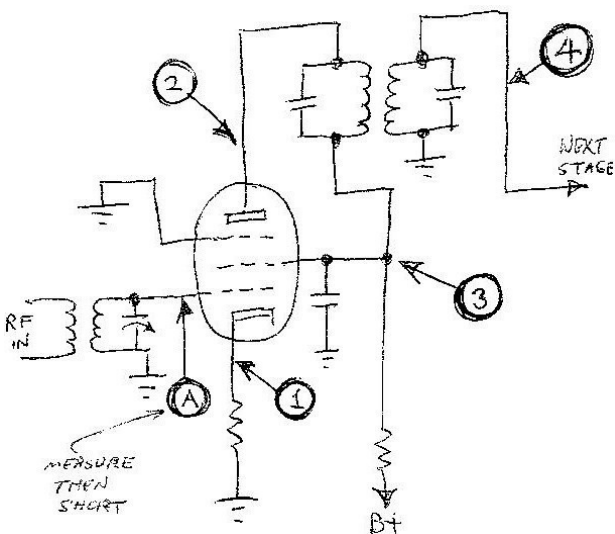 2
4
NEXT
STAGE
3
RF
IN
A
1
MEASURE
THEN
SHORT
B+